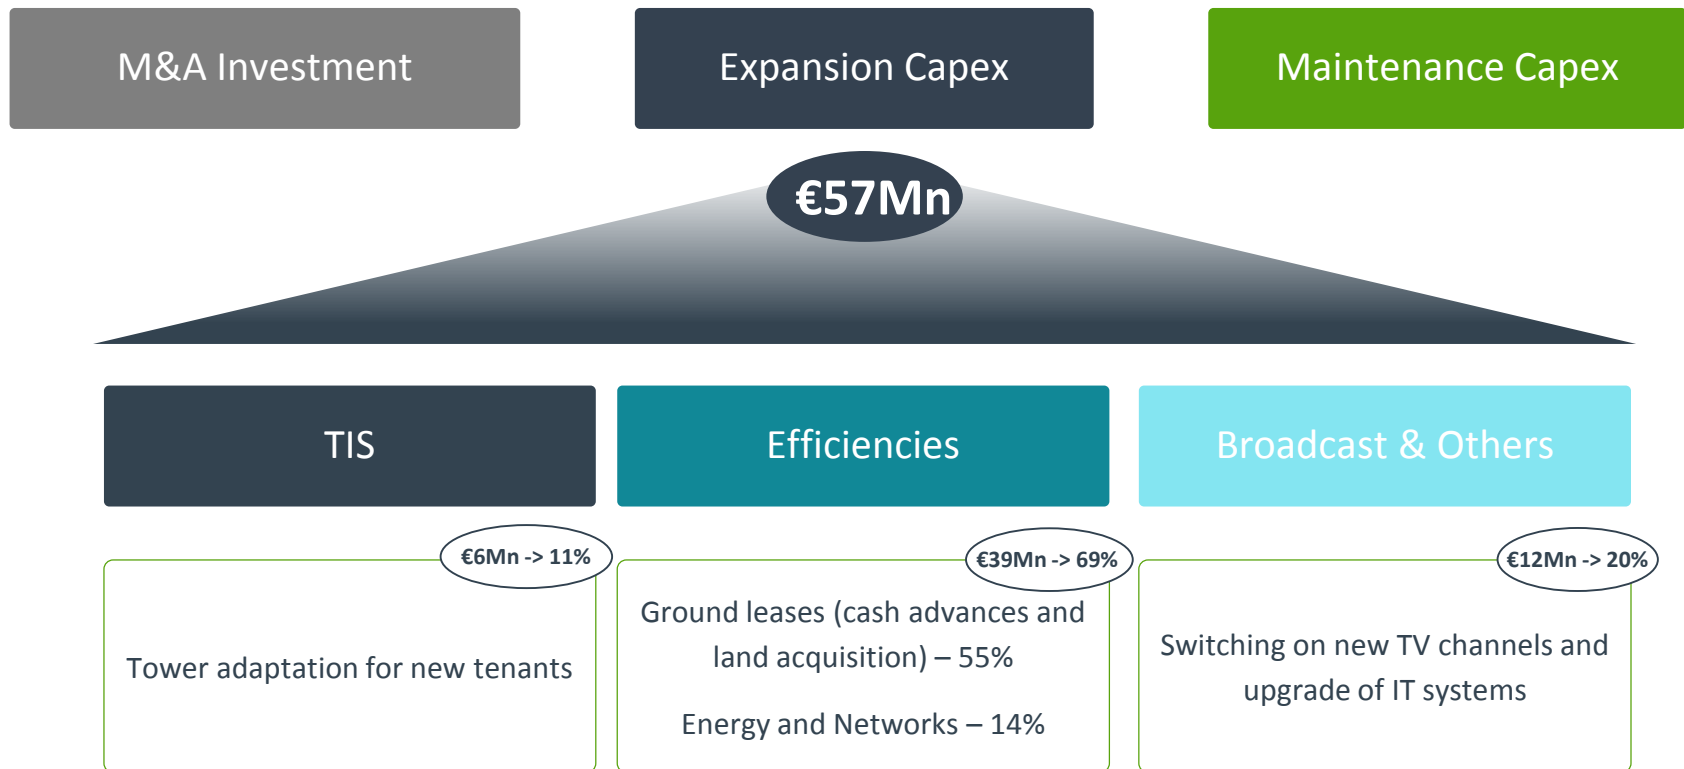 M&A Investment
Expansion Capex
Maintenance Capex
€57Mn
TIS
Efficiencies
Broadcast & Others
€6Mn -> 11%
€39Mn -> 69%
€12Mn -> 20%
Tower adaptation for new tenants
Ground leases (cash advances and
land acquisition) – 55%
Energy and Networks – 14%
Switching on new TV channels and
upgrade of IT systems